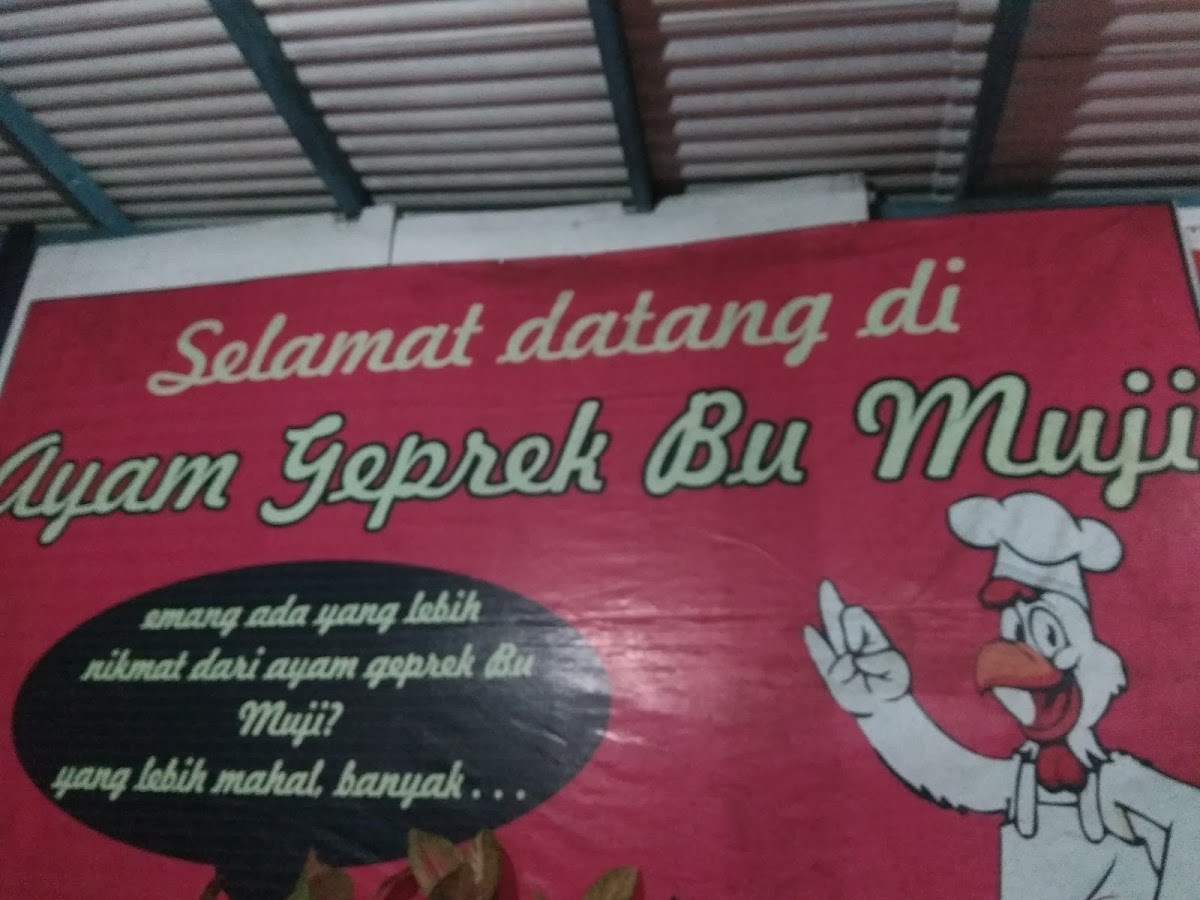 Selamat datang di
Ayam Geprek Bu Muji
emang ada yang lebih
nikmat dari ayam geprek Bu
Muji?
yang lebih mahal, banyak . . .